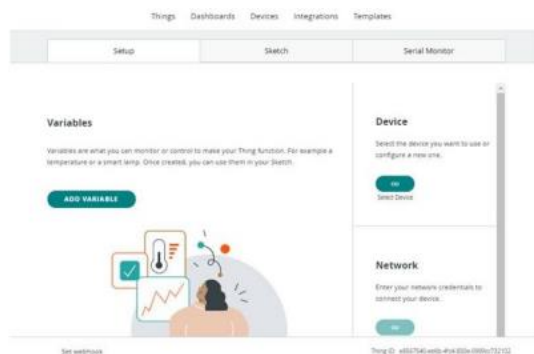 Things Dashboards Devices Integrations Templates
Setup Sketch Serial Monitor
Variables
Variables are what you can monitor or control to make your Thing function. For example a
temperature or a smart lamp. Once created, you can use them in your Sketch.
ADD VARIABLE
Device
Select the device you want to use or
configure a new one.
Select Device
Network
Enter your network credentials to
connect your device.
Set webhook
Thing ID: